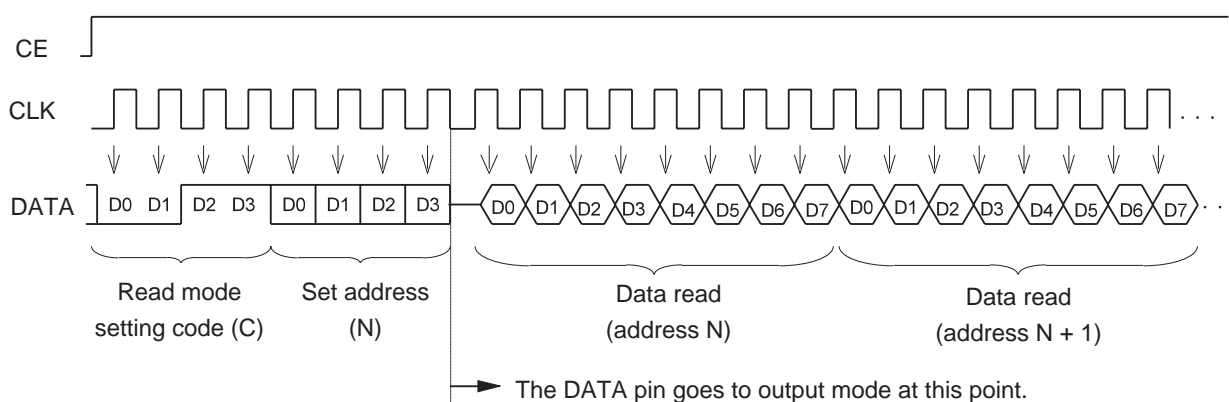 CE
CLK
. . .
DATA D0 D1 D2 D3 D0 D1 D2 D3 D0 D1 D2 D3 D4 D5 D6 D7 D0 D1 D2 D3 D4 D5 D6 D7 . .
Read mode
setting code (C)
Set address
(N)
Data read
(address N)
Data read
(address N + 1)
The DATA pin goes to output mode at this point.